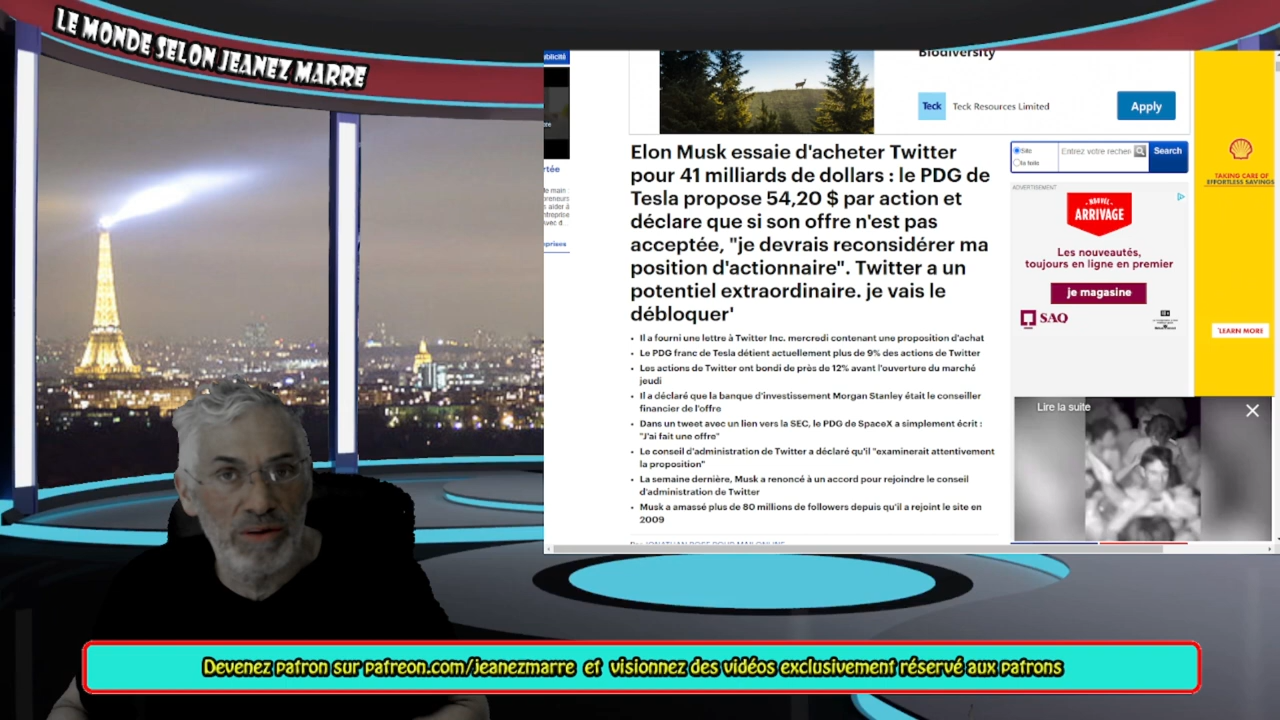 LE MONDE SELON JEANEZ MARRE
Biodiversity
Teck
Teck Resources Limited
Apply
Elon Musk essaie d'acheter Twitter
pour 41 milliards de dollars : le PDG de
Tesla propose 54,20 $ par action et
déclare que si son offre n'est pas
acceptée, "je devrais reconsidérer ma
position d'actionnaire". Twitter a un
potentiel extraordinaire. je vais le
débloquer'
Il a fourni une lettre à Twitter Inc. mercredi contenant une proposition d'achat
Le PDG franc de Tesla détient actuellement plus de 9% des actions de Twitter
Les actions de Twitter ont bondi de près de 12% avant l'ouverture du marché
jeudi
Il a déclaré que la banque d'investissement Morgan Stanley était le conseiller
financier de l'offre
Dans un tweet avec un lien vers la SEC, le PDG de SpaceX a simplement écrit :
"J'ai fait une offre"
Le conseil d'administration de Twitter a déclaré qu'il "examinerait attentivement
la proposition"
La semaine dernière, Musk a renoncé à un accord pour rejoindre le conseil
d'administration de Twitter
Musk a amassé plus de 80 millions de followers depuis qu'il a rejoint le site en
2009
Site
la toile
Entrez votre recherc
Search
ADVERTISEMENT
NOUVEL
ARRIVAGE
Les nouveautés,
toujours en ligne en premier
je magasine
SAQ
TAKING CARE OF
EFFORTLESS SAVINGS
LEARN MORE
Lire la suite
Devenez patron sur patreon.com/jeanezmarre et visionnez des vidéos exclusivement réservé aux patrons